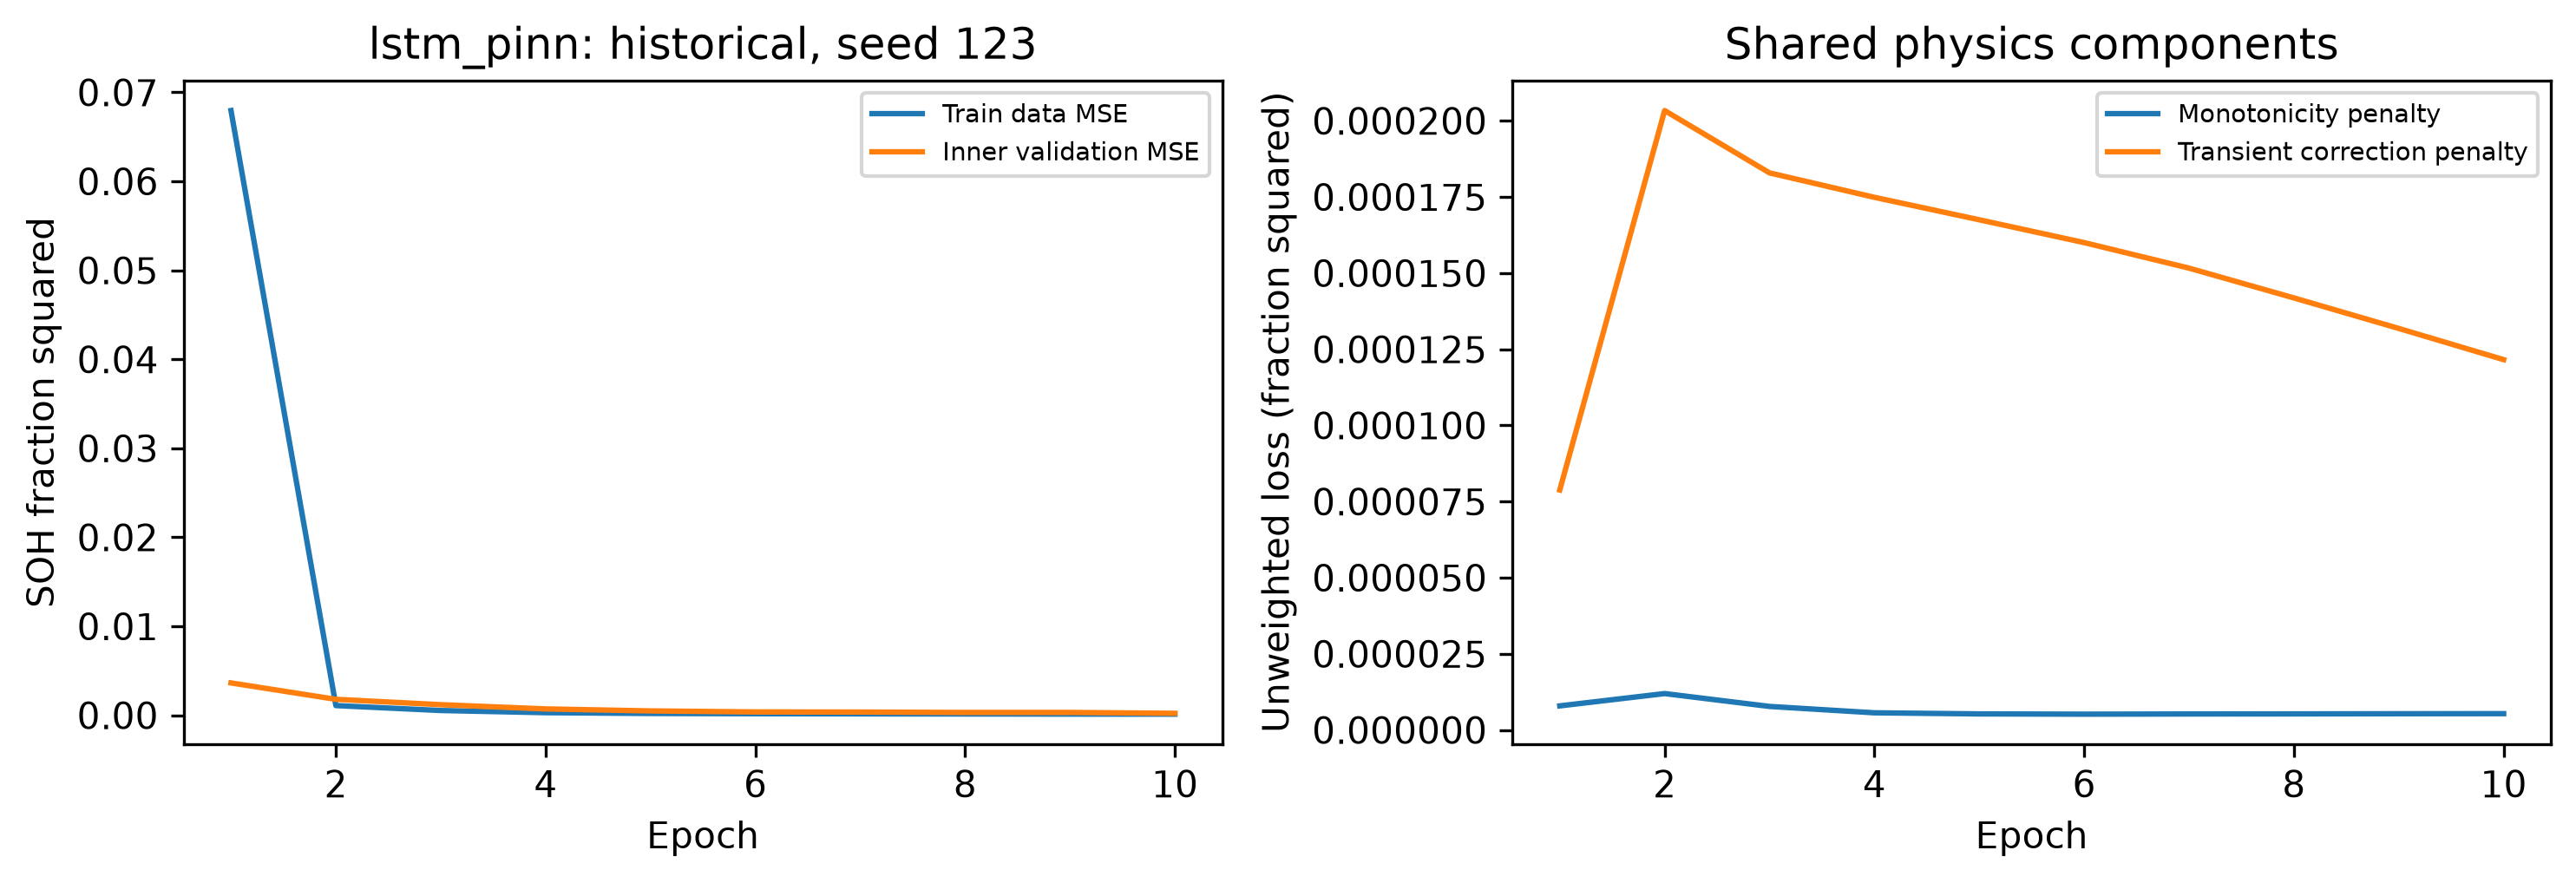 lstm_pinn: historical, seed 123
SOH fraction squared
0.07
0.06
0.05
0.04
0.03
0.02
0.01
0.00
Train data MSE
Inner validation MSE
2 4 6 8 10
Epoch
Shared physics components
Unweighted loss (fraction squared)
0.000200
0.000175
0.000150
0.000125
0.000100
0.000075
0.000050
0.000025
0.000000
Monotonicity penalty
Transient correction penalty
2 4 6 8 10
Epoch